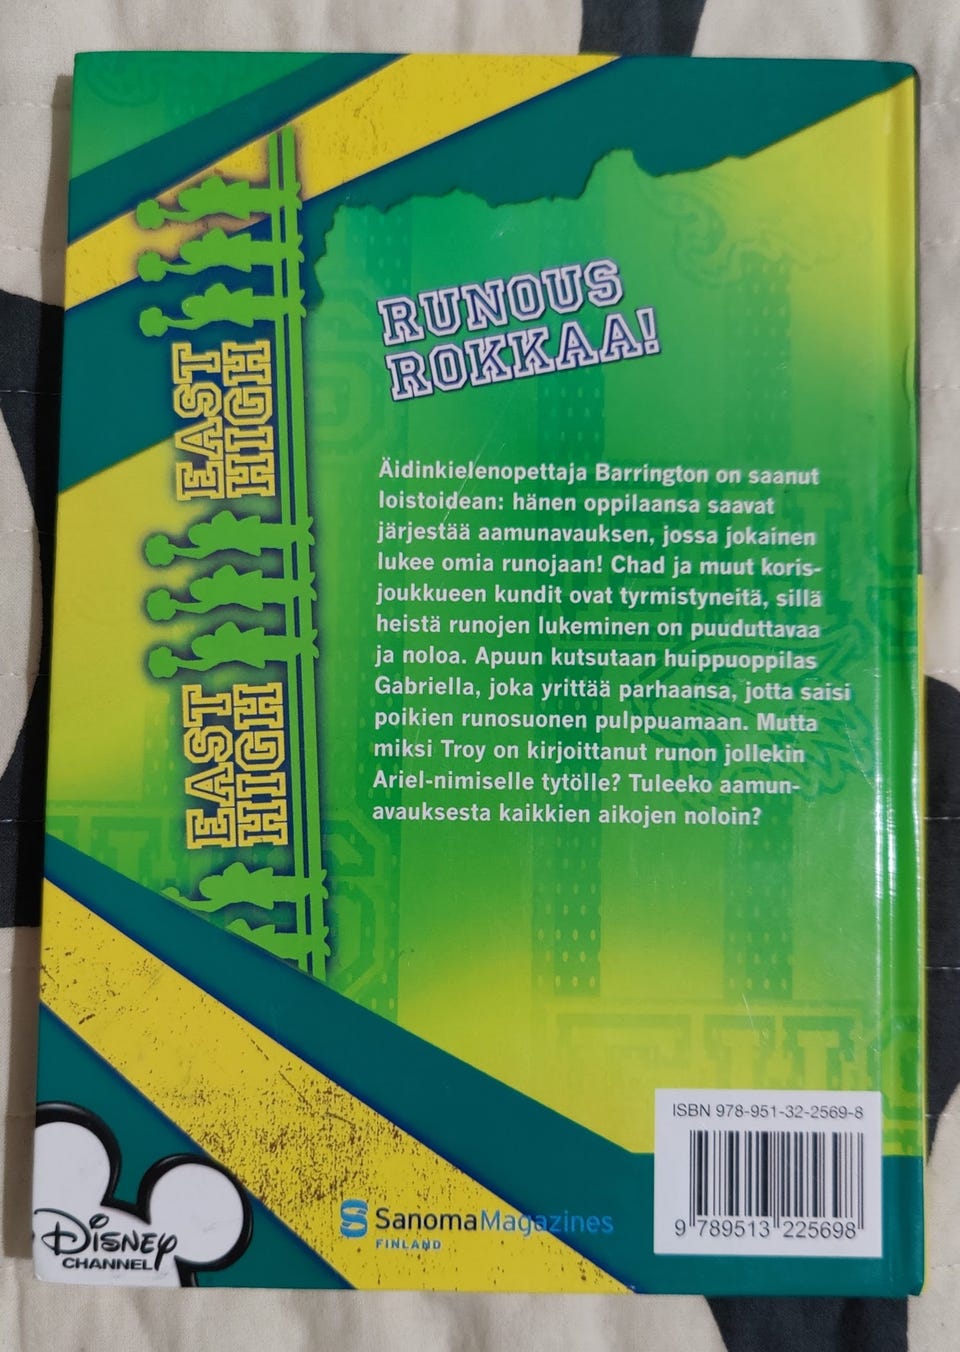 RUNOUS
ROKKAA!
EAST
HIGH
EAST
HIGH
Äidinkielenopettaja Barrington on saanut
loistoidean: hänen oppilaansa saavat
järjestää aamunavauksen, jossa jokainen
lukee omia runojaan! Chad ja muut koris-
joukkueen kundit ovat tyrmistyneitä, sillä
heistä runojen lukeminen on puuduttavaa
ja noloa. Apuun kutsutaan huippuoppilas
Gabriella, joka yrittää parhaansa, jotta saisi
poikien runosuonen pulppuamaan. Mutta
miksi Troy on kirjoittanut runon jollekin
Ariel-nimiselle tytölle? Tuleeko aamun-
avauksesta kaikkien aikojen noloin?
ISBN 978-951-32-2569-8
9 789513 225698
SanomaMagazines
FINLAND
DISNEY
CHANNEL